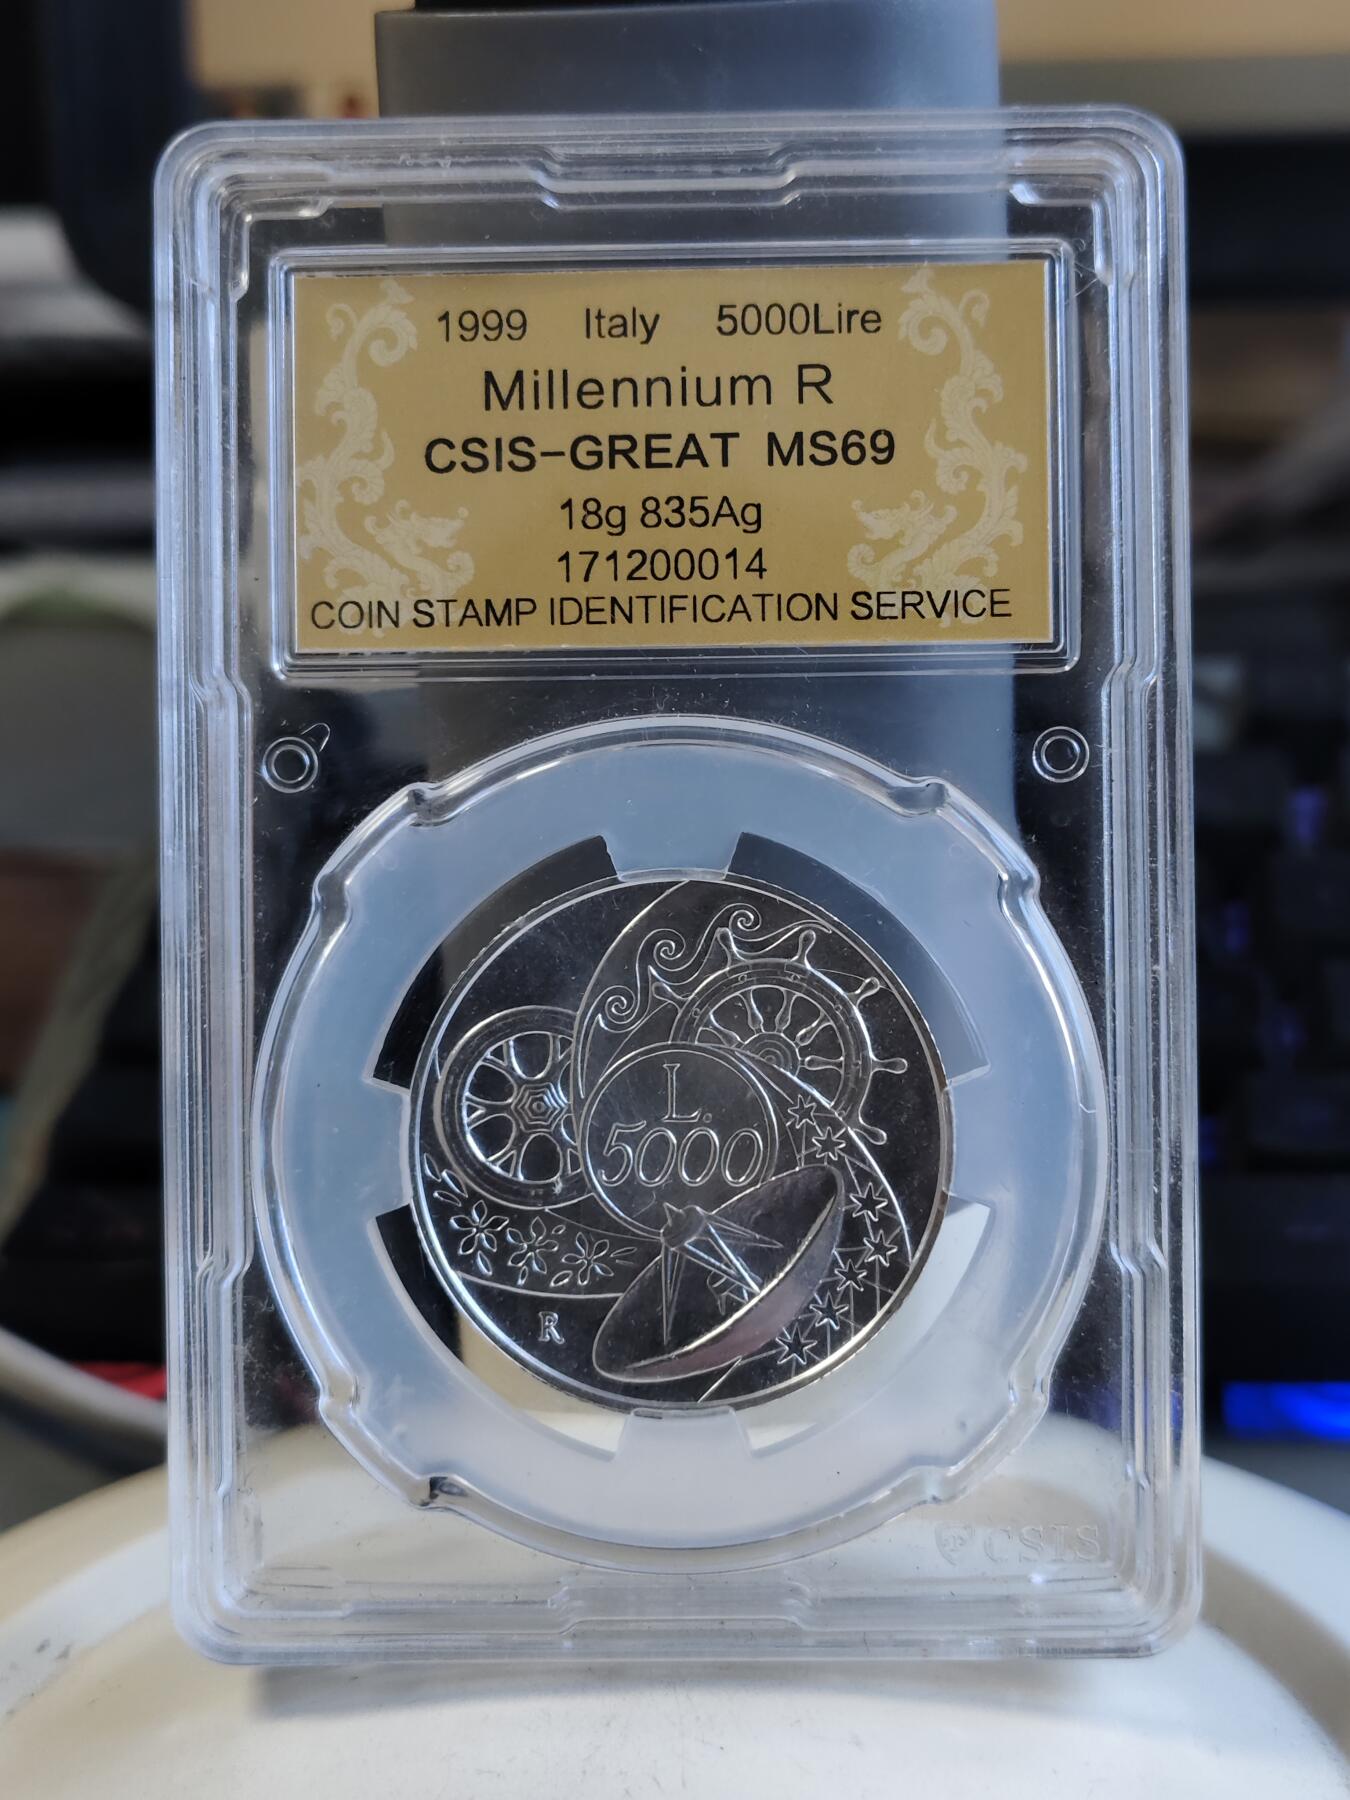 1999 Italy 5000Lire
Millennium R
CSIS-GREAT MS69
18g 835Ag
171200014
COIN STAMP IDENTIFICATION SERVICE
L.
5000
R
CSIS